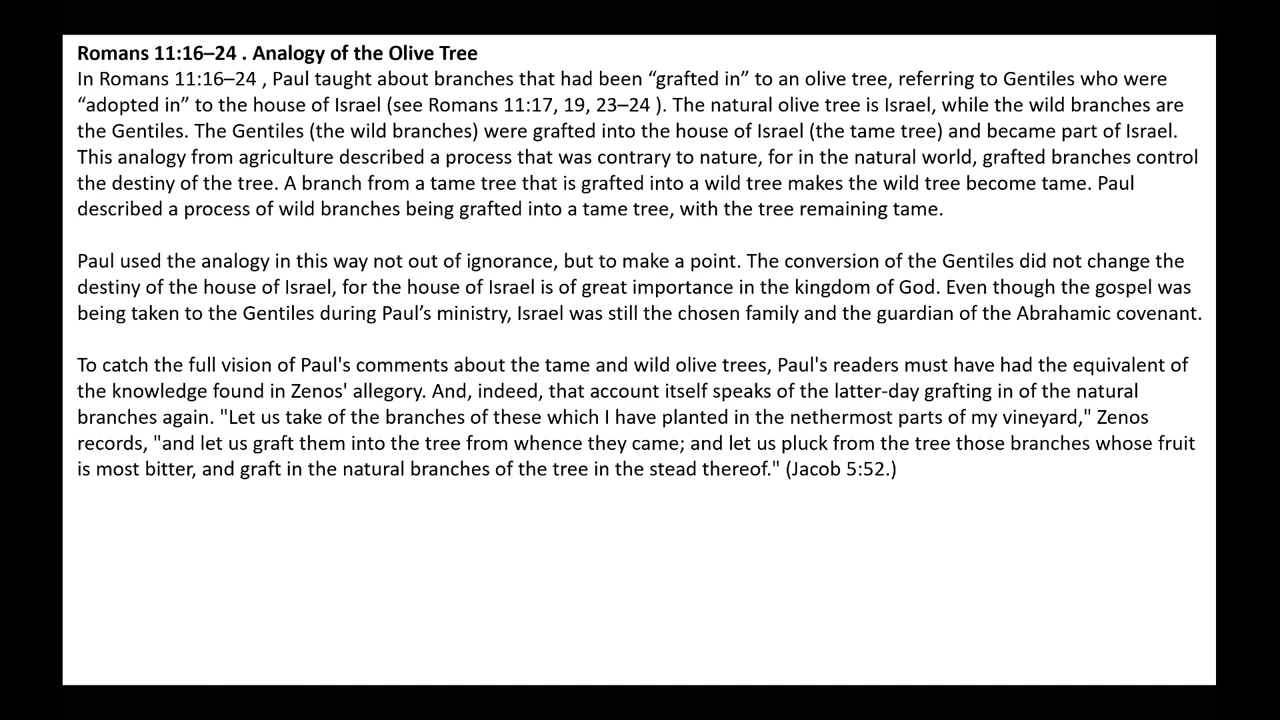 Romans 11:16–24 . Analogy of the Olive Tree
In Romans 11:16–24 , Paul taught about branches that had been “grafted in” to an olive tree, referring to Gentiles who were
“adopted in” to the house of Israel (see Romans 11:17, 19, 23–24 ). The natural olive tree is Israel, while the wild branches are
the Gentiles. The Gentiles (the wild branches) were grafted into the house of Israel (the tame tree) and became part of Israel.
This analogy from agriculture described a process that was contrary to nature, for in the natural world, grafted branches control
the destiny of the tree. A branch from a tame tree that is grafted into a wild tree makes the wild tree become tame. Paul
described a process of wild branches being grafted into a tame tree, with the tree remaining tame.
Paul used the analogy in this way not out of ignorance, but to make a point. The conversion of the Gentiles did not change the
destiny of the house of Israel, for the house of Israel is of great importance in the kingdom of God. Even though the gospel was
being taken to the Gentiles during Paul’s ministry, Israel was still the chosen family and the guardian of the Abrahamic covenant.
To catch the full vision of Paul's comments about the tame and wild olive trees, Paul's readers must have had the equivalent of
the knowledge found in Zenos' allegory. And, indeed, that account itself speaks of the latter-day grafting in of the natural
branches again. "Let us take of the branches of these which I have planted in the nethermost parts of my vineyard," Zenos
records, "and let us graft them into the tree from whence they came; and let us pluck from the tree those branches whose fruit
is most bitter, and graft in the natural branches of the tree in the stead thereof." (Jacob 5:52.)